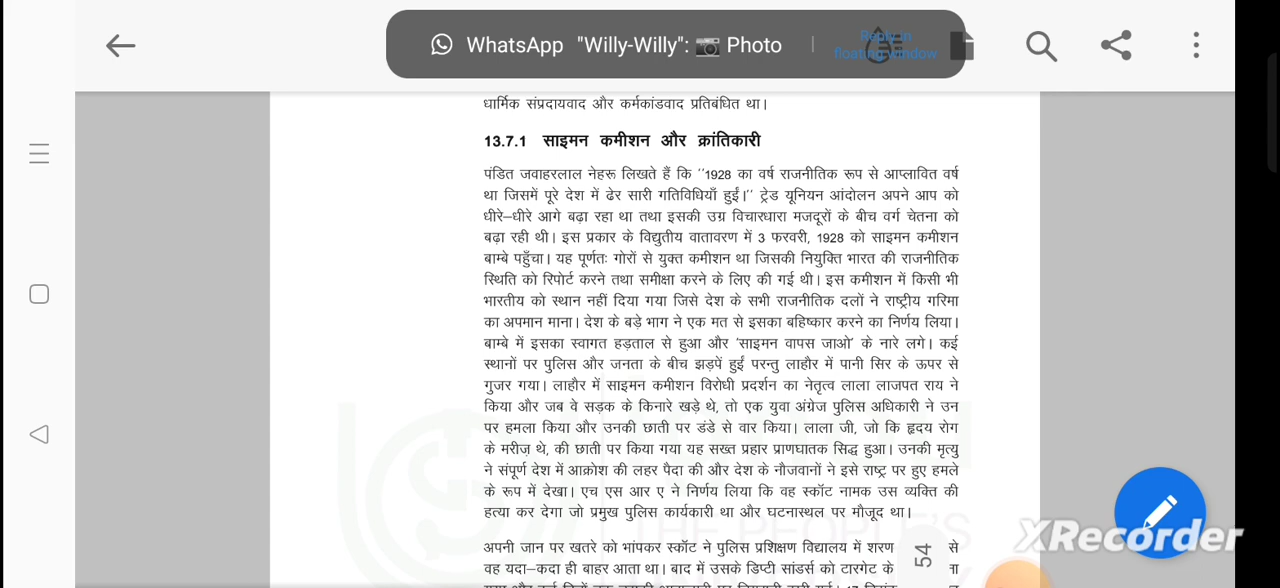 WhatsApp "Willy-Willy": 📷 Photo
Reply in
floating window
धार्मिक संप्रदायवाद और कर्मकांडवाद प्रतिबंधित था।
13.7.1 साइमन कमीशन और क्रांतिकारी
पंडित जवाहरलाल नेहरू लिखते हैं कि ''1928 का वर्ष राजनीतिक रूप से आप्लावित वर्ष
था जिसमें पूरे देश में ढेर सारी गतिविधियाँ हुईं।'' ट्रेड यूनियन आंदोलन अपने आप को
धीरे–धीरे आगे बढ़ा रहा था तथा इसकी उग्र विचारधारा मजदूरों के बीच वर्ग चेतना को
बढ़ा रही थी। इस प्रकार के विद्युतीय वातावरण में 3 फरवरी, 1928 को साइमन कमीशन
बाम्बे पहुँचा। यह पूर्णतः गोरों से युक्त कमीशन था जिसकी नियुक्ति भारत की राजनीतिक
स्थिति को रिपोर्ट करने तथा समीक्षा करने के लिए की गई थी। इस कमीशन में किसी भी
भारतीय को स्थान नहीं दिया गया जिसे देश के सभी राजनीतिक दलों ने राष्ट्रीय गरिमा
का अपमान माना। देश के बड़े भाग ने एक मत से इसका बहिष्कार करने का निर्णय लिया।
बाम्बे में इसका स्वागत हड़ताल से हुआ और 'साइमन वापस जाओ' के नारे लगे। कई
स्थानों पर पुलिस और जनता के बीच झड़पें हुईं परन्तु लाहौर में पानी सिर के ऊपर से
गुजर गया। लाहौर में साइमन कमीशन विरोधी प्रदर्शन का नेतृत्व लाला लाजपत राय ने
किया और जब वे सड़क के किनारे खड़े थे, तो एक युवा अंग्रेज पुलिस अधिकारी ने उन
पर हमला किया और उनकी छाती पर डंडे से वार किया। लाला जी, जो कि हृदय रोग
के मरीज़ थे, की छाती पर किया गया यह सख्त प्रहार प्राणघातक सिद्ध हुआ। उनकी मृत्यु
ने संपूर्ण देश में आक्रोश की लहर पैदा की और देश के नौजवानों ने इसे राष्ट्र पर हुए हमले
के रूप में देखा। एच एस आर ए ने निर्णय लिया कि वह स्कॉट नामक उस व्यक्ति की
हत्या कर देगा जो प्रमुख पुलिस कार्यकारी था और घटनास्थल पर मौजूद था।
THE PEOPLE'S
अपनी जान पर खतरे को भांपकर स्कॉट ने पुलिस प्रशिक्षण विद्यालय में शरण से
वह यदा–कदा ही बाहर आता था। बाद में उसके डिप्टी सांडर्स को टारगेट के ना
54
XRecorder